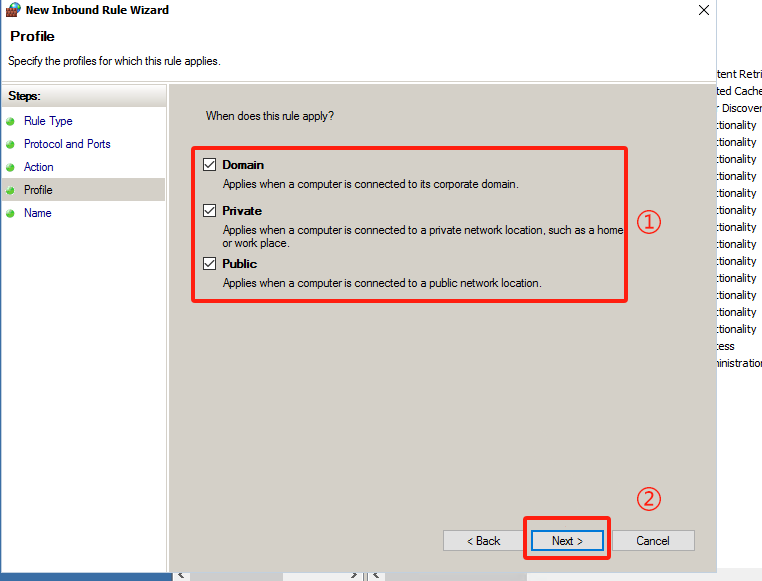 New Inbound Rule Wizard
Profile
Specify the profiles for which this rule applies.
Steps:
Rule Type
Protocol and Ports
Action
Profile
Name
When does this rule apply?
Domain
Applies when a computer is connected to its corporate domain.
Private
Applies when a computer is connected to a private network location, such as a home
or work place.
Public
Applies when a computer is connected to a public network location.
①
②
< Back
Next >
Cancel
tent Retri
ted Cache
r Discover
ctionality
ctionality
ctionality
ctionality
ctionality
ctionality
ctionality
ctionality
ctionality
ctionality
ctionality
ctionality
ctionality
cess
ninistratio